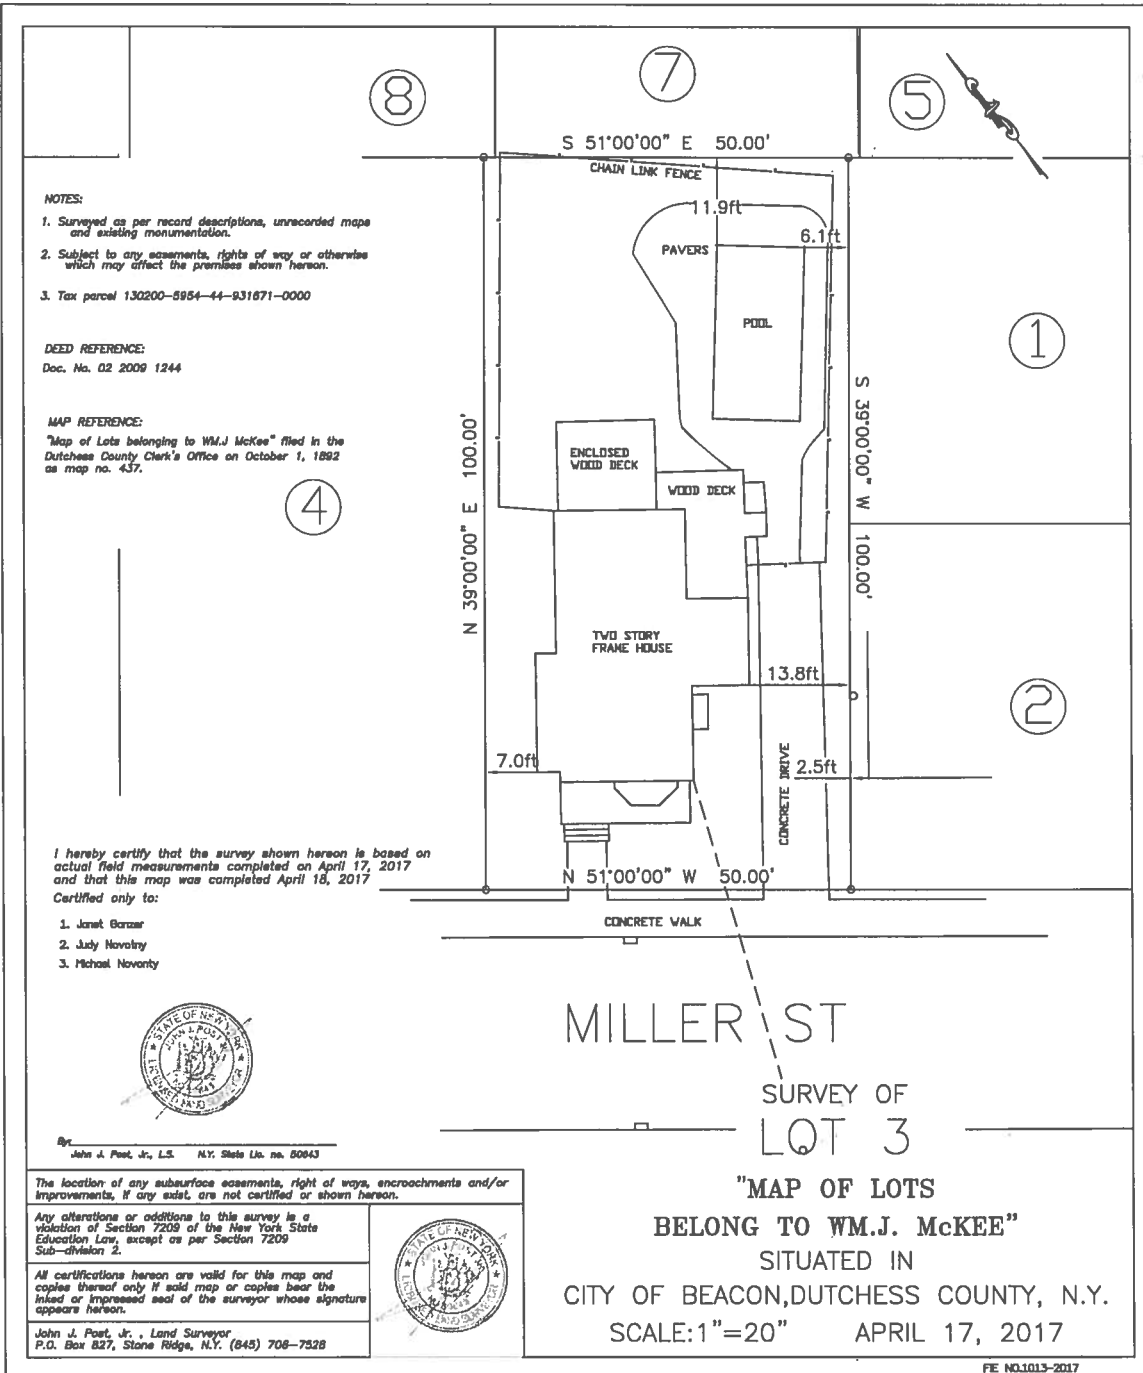 8
7
5
S 51°00'00" E 50.00'
CHAIN LINK FENCE
NOTES:
1. Surveyed as per record descriptions, unrecorded maps
and existing monumentation.
2. Subject to any easements, rights of way or otherwise
which may affect the premises shown hereon.
3. Tax parcel 130200-5954-44-931671-0000
DEED REFERENCE:
Doc. No. 02 2009 1244
MAP REFERENCE:
"Map of Lots belonging to WM.J McKee" filed in the
Dutchess County Clerk's Office on October 1, 1892
as map no. 437.
11.9ft
6.1ft
PAVERS
POOL
1
S 39°00'00" W 100.00'
N 39°00'00" E 100.00'
4
ENCLOSED
WOOD DECK
WOOD DECK
TWO STORY
FRAME HOUSE
13.8ft
2
7.0ft
2.5ft
CONCRETE DRIVE
N 51°00'00" W 50.00'
CONCRETE WALK
I hereby certify that the survey shown hereon is based on
actual field measurements completed on April 17, 2017
and that this map was completed April 18, 2017
Certified only to:
1. Janet
2. Judy Novotny
3. Michael Novonty
MILLER ST
STATE OF NEW YORK
JOHN J. POST
LICENSED LAND SURVEYOR
By:
John J. Post, Jr., L.S. N.Y. State Lic. no. 50643
SURVEY OF
LOT 3
"MAP OF LOTS
BELONG TO WM.J. McKEE"
SITUATED IN
CITY OF BEACON,DUTCHESS COUNTY, N.Y.
SCALE:1"=20" APRIL 17, 2017
The location of any subsurface easements, right of ways, encroachments and/or
improvements, if any exist, are not certified or shown hereon.
Any alterations or additions to this survey is a
violation of Section 7209 of the New York State
Education Law, except as per Section 7209
Sub-division 2.
All certifications hereon are valid for this map and
copies thereof only if said map or copies bear the
inked or impressed seal of the surveyor whose signature
appears hereon.
John J. Post, Jr. , Land Surveyor
P.O. Box 827, Stone Ridge, N.Y. (845) 706-7528
STATE OF NEW YORK
FIE NO.1013-2017